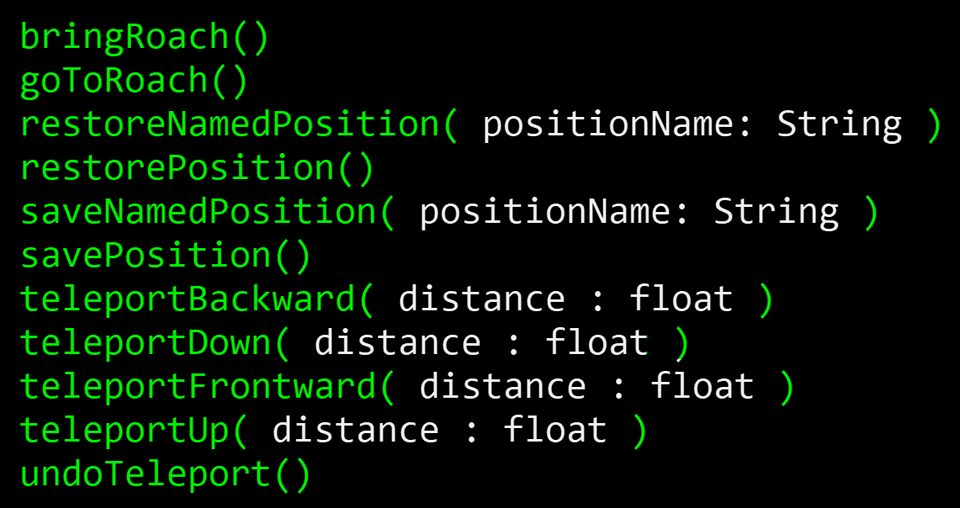 bringRoach()
goToRoach()
restoreNamedPosition( positionName: String )
restorePosition()
saveNamedPosition( positionName: String )
savePosition()
teleportBackward( distance : float )
teleportDown( distance : float )
teleportFrontward( distance : float )
teleportUp( distance : float )
undoTeleport()